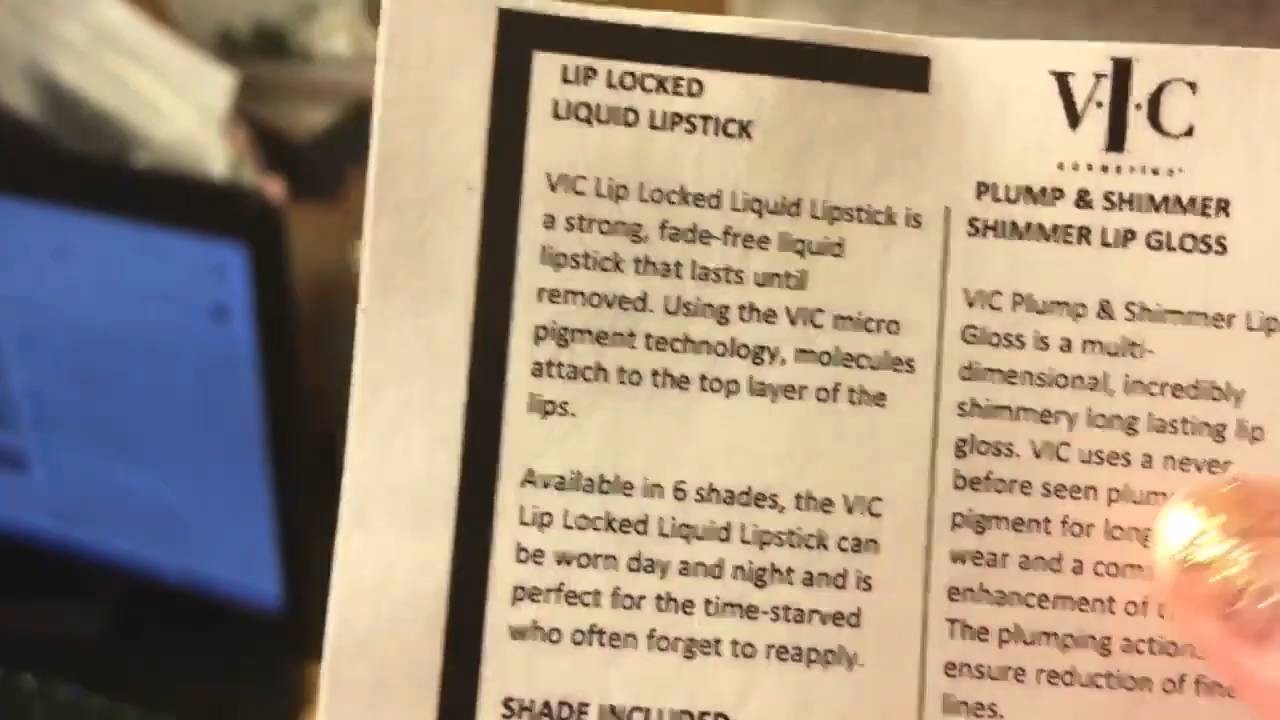 LIP LOCKED
LIQUID LIPSTICK
VIC Lip Locked Liquid Lipstick is
a strong, fade-free liquid
lipstick that lasts until
removed. Using the VIC micro
pigment technology, molecules
attach to the top layer of the
lips.
Available in 6 shades, the VIC
Lip Locked Liquid Lipstick can
be worn day and night and is
perfect for the time-starved
who often forget to reapply.
SHADE INCLUDED
V·I·C
COSMETICS
PLUMP & SHIMMER
SHIMMER LIP GLOSS
VIC Plump & Shimmer Lip
Gloss is a multi-
dimensional, incredibly
shimmery long lasting lip
gloss. VIC uses a never
before seen
pigment for
wear and a
enhancement of
The plumping action
ensure reduction of fine
lines.